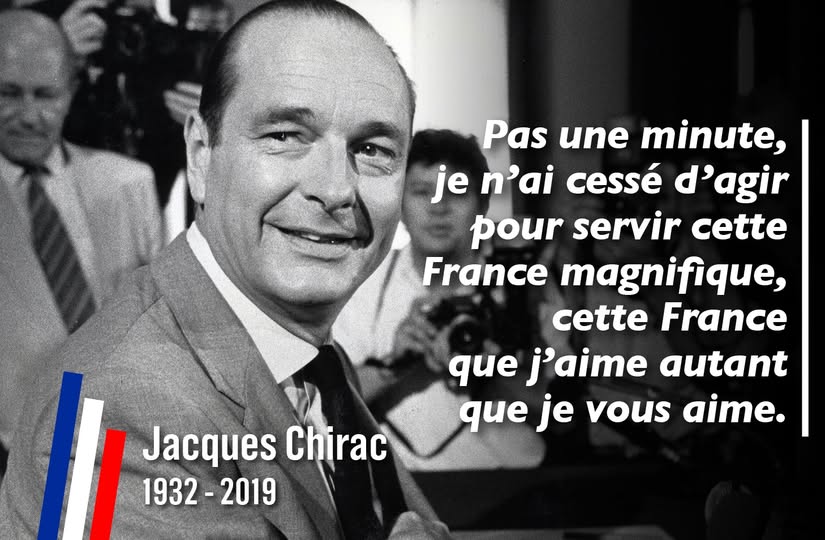 Pas une minute,
je n’ai cessé d’agir
pour servir cette
France magnifique,
cette France
que j’aime autant
que je vous aime.
Jacques Chirac
1932 - 2019